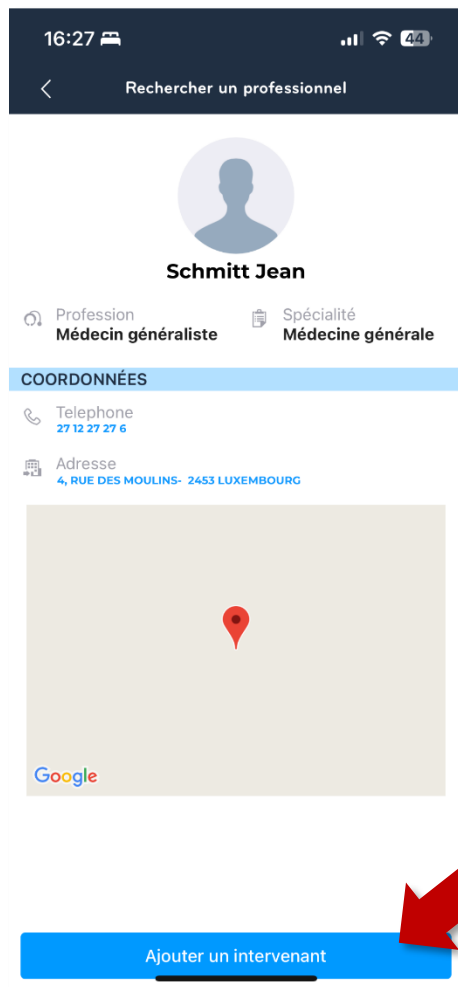 16:27
44
Rechercher un professionnel
Schmitt Jean
Profession
Médecin généraliste
Spécialité
Médecine générale
COORDONNÉES
Telephone
27 12 27 27 6
Adresse
4, RUE DES MOULINS- 2453 LUXEMBOURG
Google
Ajouter un intervenant